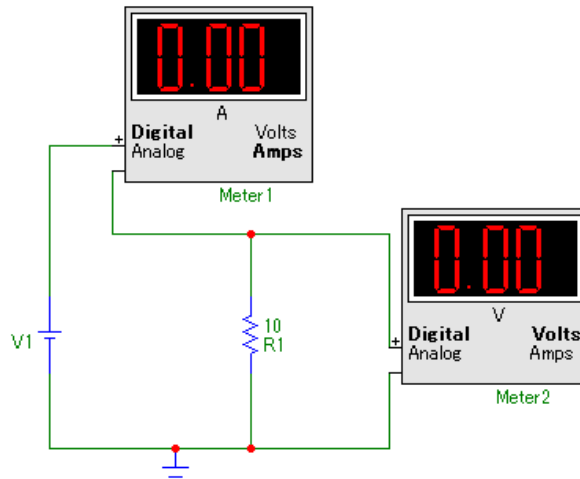 0.00
A
Digital Volts
Analog Amps
Meter1
0.00
V
Digital Volts
Analog Amps
Meter2
V1
10
R1
+
+